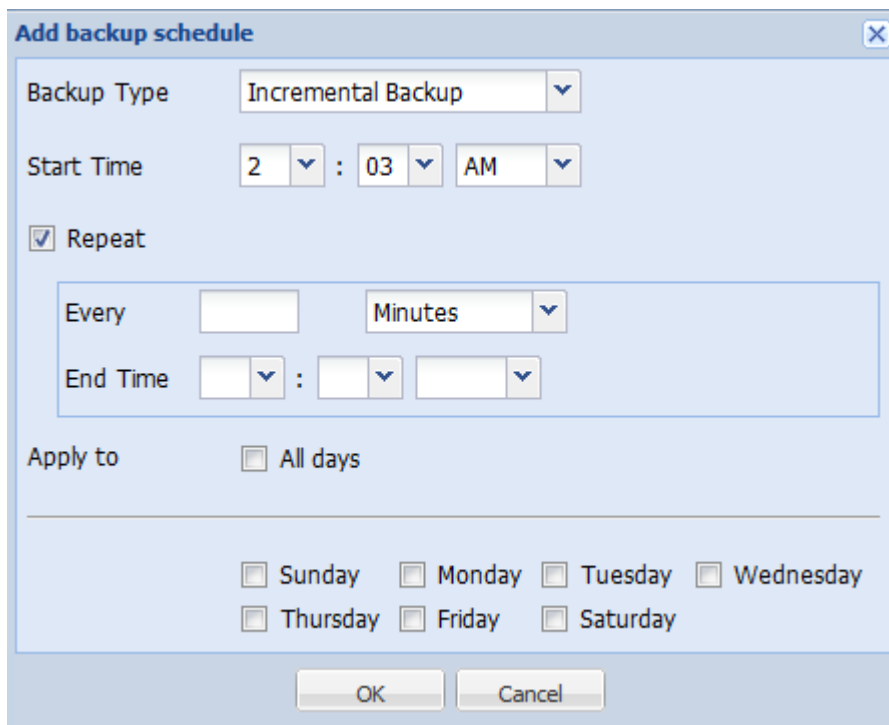 Add backup schedule
Backup Type Incremental Backup
Start Time 2 : 03 AM
Repeat
Every Minutes
End Time :
Apply to All days
Sunday Monday Tuesday Wednesday
Thursday Friday Saturday
OK Cancel